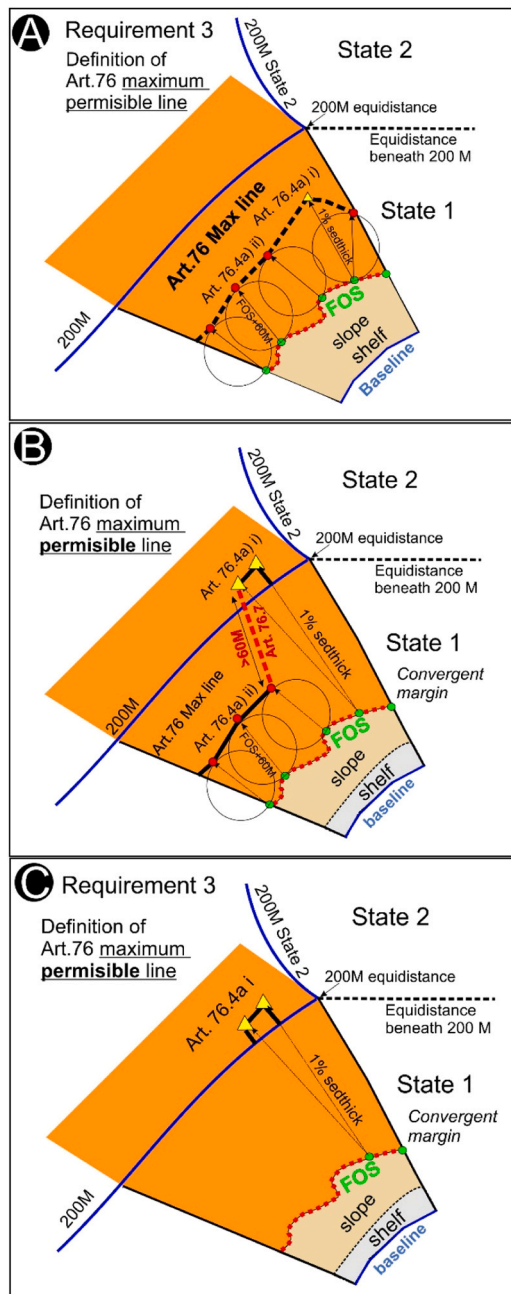 A
Requirement 3
Definition of
Art.76 maximum
permisible line
200M State 2
State 2
200M equidistance
Equidistance
beneath 200 M
State 1
Art.76 Max line
Art. 76.4a) i)
Art. 76.4a) ii)
1% sedthick
FOS+60M
FOS
200M
slope
shelf
Baseline
B
Definition of
Art.76 maximum
permisible line
200M State 2
State 2
200M equidistance
Equidistance
beneath 200 M
State 1
Convergent
margin
Art. 76.4a) i)
1% sedthick
Art. 76.7
>60M
Art.76 Max line
Art. 76.4a) ii)
FOS+60M
FOS
200M
slope
shelf
baseline
C
Requirement 3
Definition of
Art.76 maximum
permisible line
200M State 2
State 2
200M equidistance
Equidistance
beneath 200 M
State 1
Convergent
margin
Art. 76.4a i
1% sedthick
FOS
200M
slope
shelf
baseline